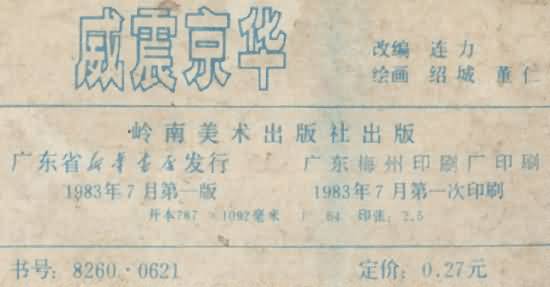 威震京华
改编 连力
绘画 绍城 董仁
岭南美术出版社出版
广东省新华书店发行 广东梅州印刷厂印刷
1983年7月第一版 1983年7月第一次印刷
开本787 1092毫米 1 64 印张:2.5
书号:8260·0621 定价:0.27元